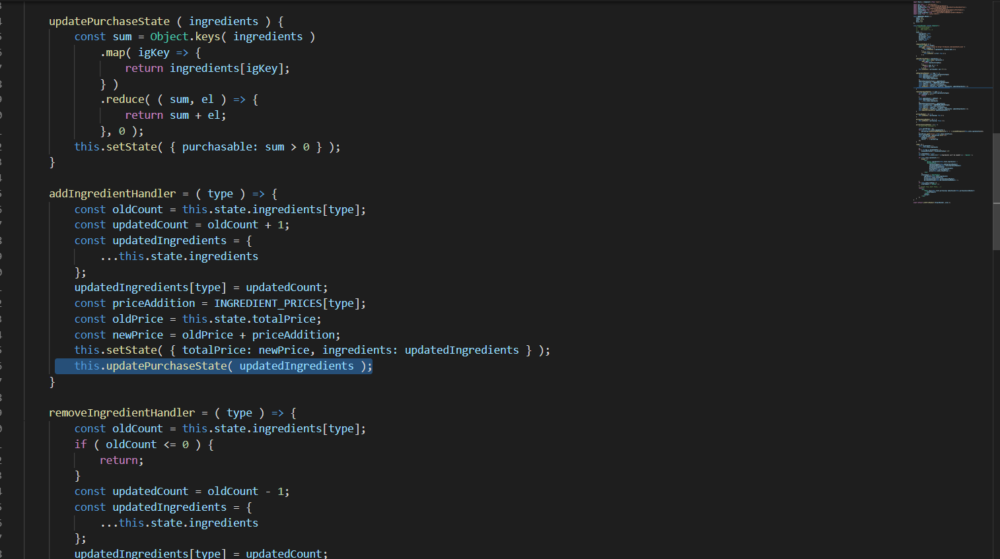 updatePurchaseState ( ingredients ) {
const sum = Object.keys( ingredients )
.map( igKey => {
return ingredients[igKey];
} )
.reduce( ( sum, el ) => {
return sum + el;
}, 0 );
this.setState( { purchasable: sum > 0 } );
}
addIngredientHandler = ( type ) => {
const oldCount = this.state.ingredients[type];
const updatedCount = oldCount + 1;
const updatedIngredients = {
...this.state.ingredients
};
updatedIngredients[type] = updatedCount;
const priceAddition = INGREDIENT_PRICES[type];
const oldPrice = this.state.totalPrice;
const newPrice = oldPrice + priceAddition;
this.setState( { totalPrice: newPrice, ingredients: updatedIngredients } );
this.updatePurchaseState( updatedIngredients );
}
removeIngredientHandler = ( type ) => {
const oldCount = this.state.ingredients[type];
if ( oldCount <= 0 ) {
return;
}
const updatedCount = oldCount - 1;
const updatedIngredients = {
...this.state.ingredients
};
updatedIngredients[type] = updatedCount;